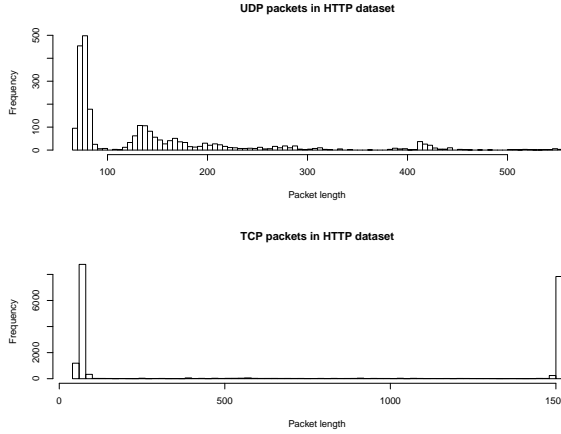 UDP packets in HTTP dataset
500
300
100
0
Frequency
100 200 300 400 500
Packet length
TCP packets in HTTP dataset
6000
2000
0
Frequency
0 500 1000 1500
Packet length